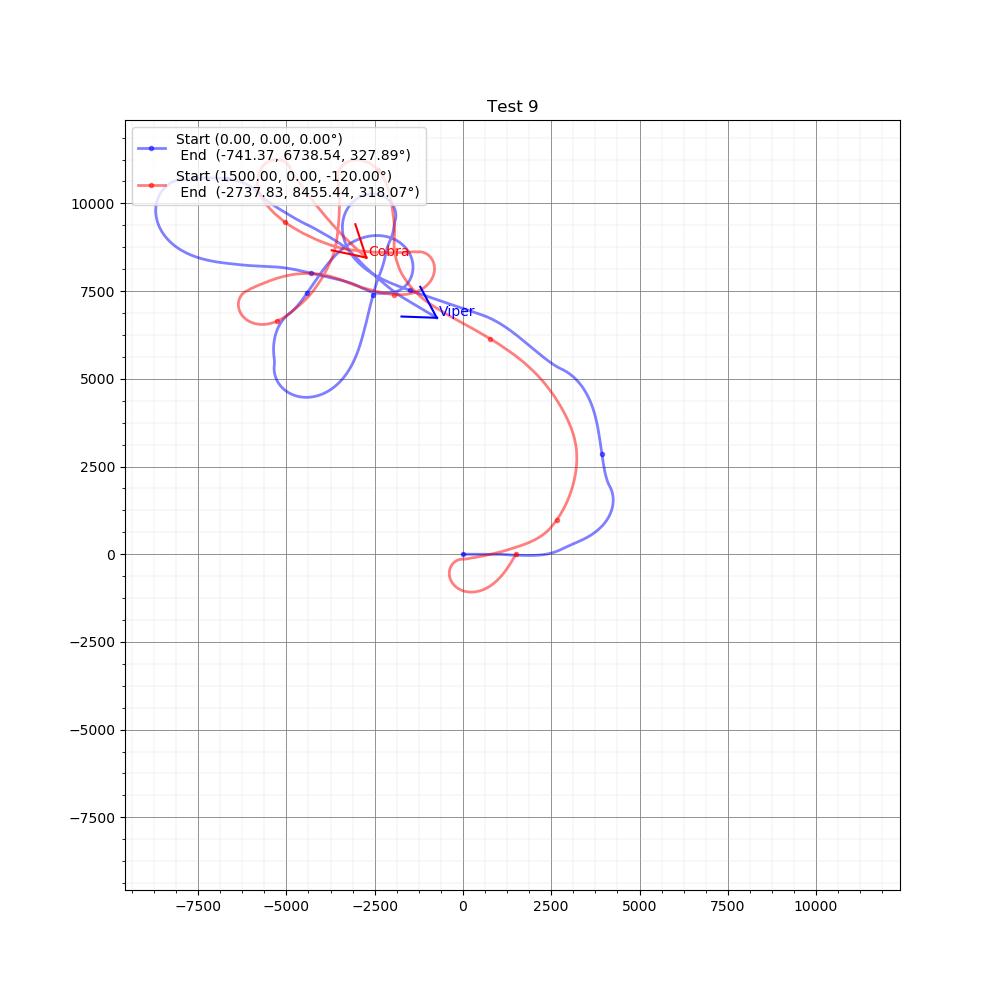 Test 9
Start (0.00, 0.00, 0.00°)
End  (-741.37, 6738.54, 327.89°)
Start (1500.00, 0.00, -120.00°)
End  (-2737.83, 8455.44, 318.07°)
10000
Cobra
7500
Viper
5000
2500
0
−2500
−5000
−7500
−7500 −5000 −2500 0 2500 5000 7500 10000